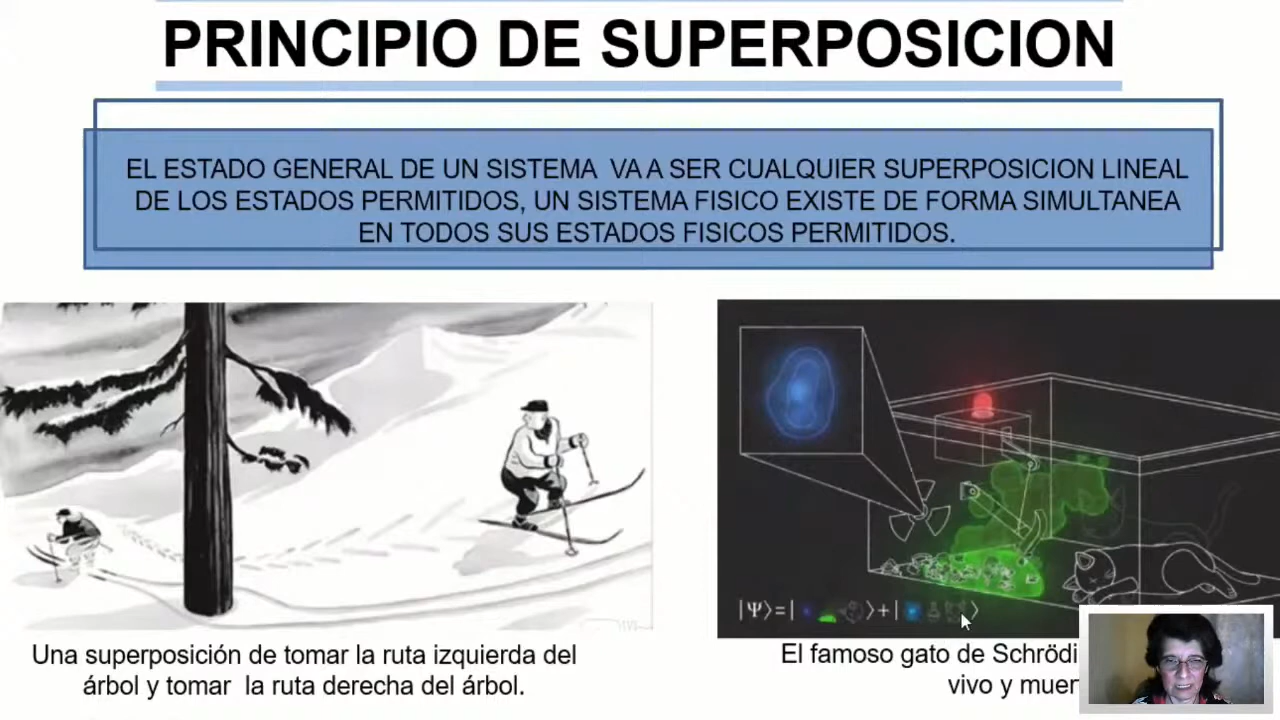 PRINCIPIO DE SUPERPOSICION
EL ESTADO GENERAL DE UN SISTEMA VA A SER CUALQUIER SUPERPOSICION LINEAL
DE LOS ESTADOS PERMITIDOS, UN SISTEMA FISICO EXISTE DE FORMA SIMULTANEA
EN TODOS SUS ESTADOS FISICOS PERMITIDOS.
|Ψ⟩=| ⟩+| ⟩
Una superposición de tomar la ruta izquierda del
árbol y tomar la ruta derecha del árbol.
El famoso gato de Schrödi
vivo y muer